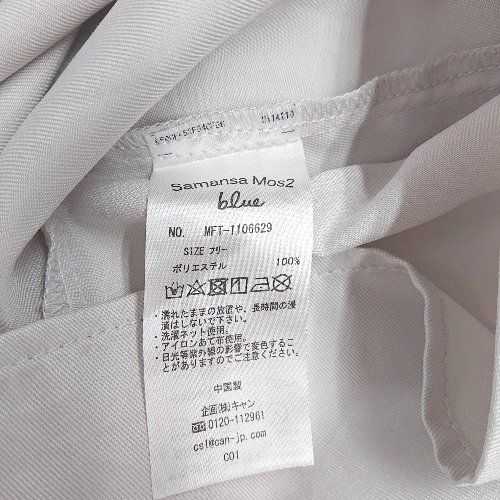 Samansa Mos2
blue
NO. MFT-1106629
SIZE フリー
ポリエステル 100%
・濡れたままの放置や、長時間の浸
漬はしないで下さい。
・洗濯ネット使用。
・アイロンあて布使用。
・日光等紫外線の影響で変色するこ
とがありますのでご注意ください。
中国製
企画(株)キャン
0120-112961
csl@can-jp.com
C01